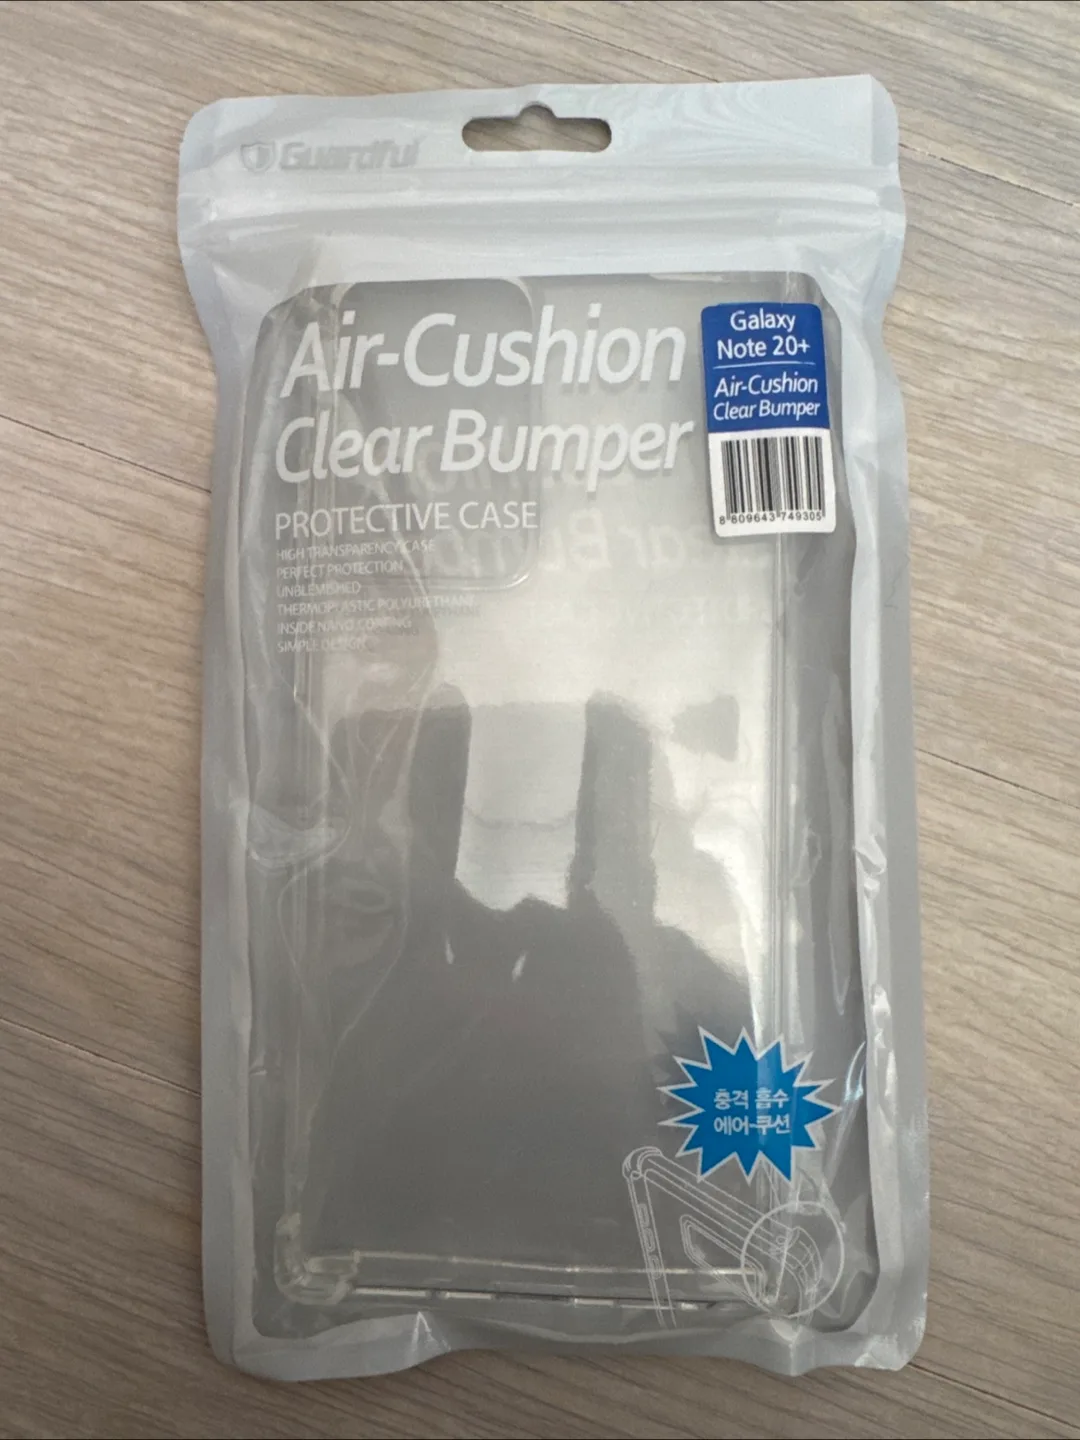 Guardful
Air-Cushion
Clear Bumper
PROTECTIVE CASE
HIGH TRANSPARENCY CASE
PERFECT PROTECTION
UNBLEMISHED
THERMOPLASTIC POLYURETHANE
INSIDE NANO COATING
SIMPLE DESIGN
Galaxy
Note 20+
Air-Cushion
Clear Bumper
8 809643 749305
충격 흡수
에어-쿠션